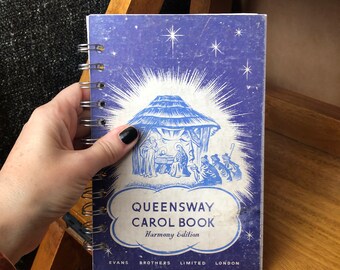 QUEENSWAY
CAROL BOOK
Harmony Edition
EVANS BROTHERS LIMITED LONDON